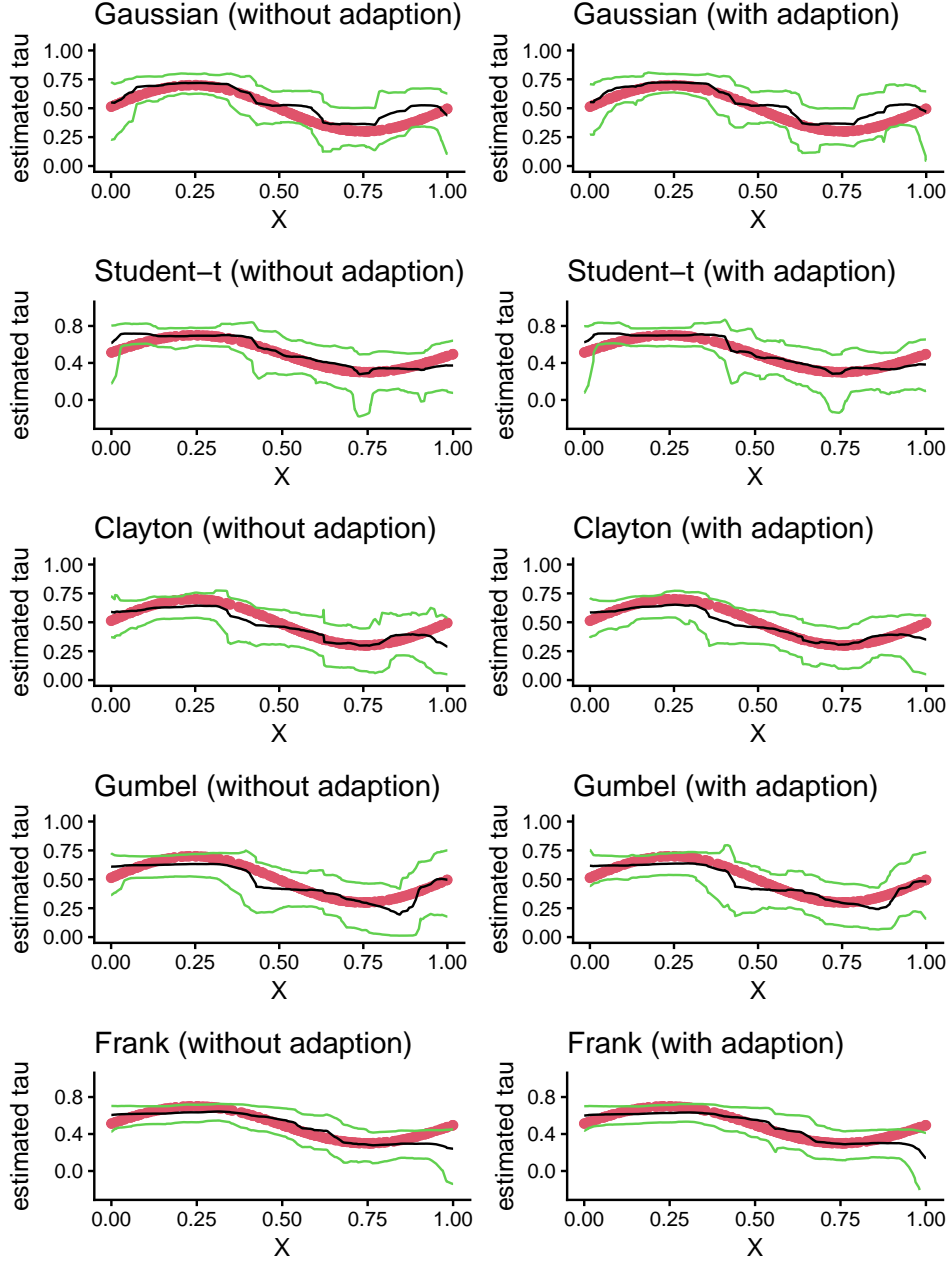 Gaussian (without adaption)
estimated tau
1.00
0.75
0.50
0.25
0.00
0.00 0.25 0.50 0.75 1.00
X
Gaussian (with adaption)
estimated tau
1.00
0.75
0.50
0.25
0.00
0.00 0.25 0.50 0.75 1.00
X
Student−t (without adaption)
estimated tau
0.8
0.4
0.0
0.00 0.25 0.50 0.75 1.00
X
Student−t (with adaption)
estimated tau
0.8
0.4
0.0
0.00 0.25 0.50 0.75 1.00
X
Clayton (without adaption)
estimated tau
1.00
0.75
0.50
0.25
0.00
0.00 0.25 0.50 0.75 1.00
X
Clayton (with adaption)
estimated tau
1.00
0.75
0.50
0.25
0.00
0.00 0.25 0.50 0.75 1.00
X
Gumbel (without adaption)
estimated tau
1.00
0.75
0.50
0.25
0.00
0.00 0.25 0.50 0.75 1.00
X
Gumbel (with adaption)
estimated tau
1.00
0.75
0.50
0.25
0.00
0.00 0.25 0.50 0.75 1.00
X
Frank (without adaption)
estimated tau
0.8
0.4
0.0
0.00 0.25 0.50 0.75 1.00
X
Frank (with adaption)
estimated tau
0.8
0.4
0.0
0.00 0.25 0.50 0.75 1.00
X